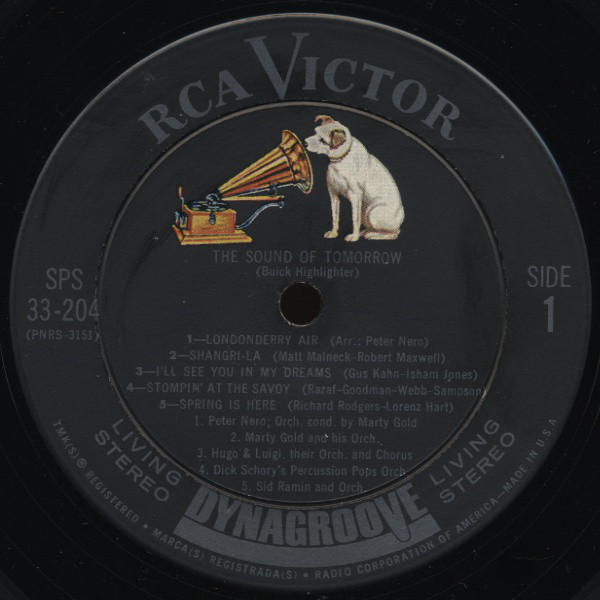 RCA VICTOR
THE SOUND OF TOMORROW
(Buick Highlighter)
SPS
33-204
(PNRS-3151)
SIDE
1
1—LONDONDERRY AIR (Arr.: Peter Nero)
2—SHANGRI-LA (Matt Malneck-Robert Maxwell)
3—I'LL SEE YOU IN MY DREAMS (Gus Kahn-Isham Jones)
4—STOMPIN' AT THE SAVOY (Razaf-Goodman-Webb-Sampson)
5—SPRING IS HERE (Richard Rodgers-Lorenz Hart)
1. Peter Nero; Orch. cond. by Marty Gold
2. Marty Gold and his Orch.
3. Hugo & Luigi, their Orch. and Chorus
4. Dick Schory's Percussion Pops Orch.
5. Sid Ramin and Orch.
LIVING
STEREO
LIVING
STEREO
DYNAGROOVE
TMK(S) ® REGISTERED • MARCA(S) REGISTRADA(S) • RADIO CORPORATION OF AMERICA—MADE IN U.S.A